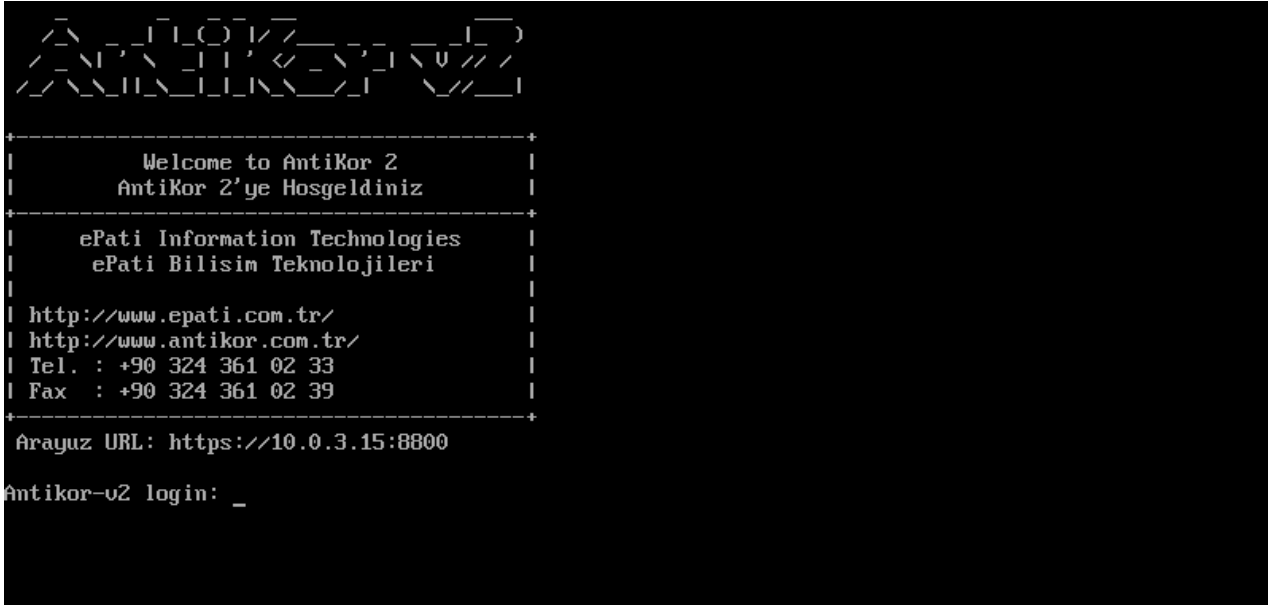 AntiKor v2
Welcome to AntiKor 2
AntiKor 2'ye Hosgeldiniz
ePati Information Technologies
ePati Bilisim Teknolojileri
http://www.epati.com.tr/
http://www.antikor.com.tr/
Tel. : +90 324 361 02 33
Fax  : +90 324 361 02 39
Arayuz URL: https://10.0.3.15:8800
Antikor-v2 login: _